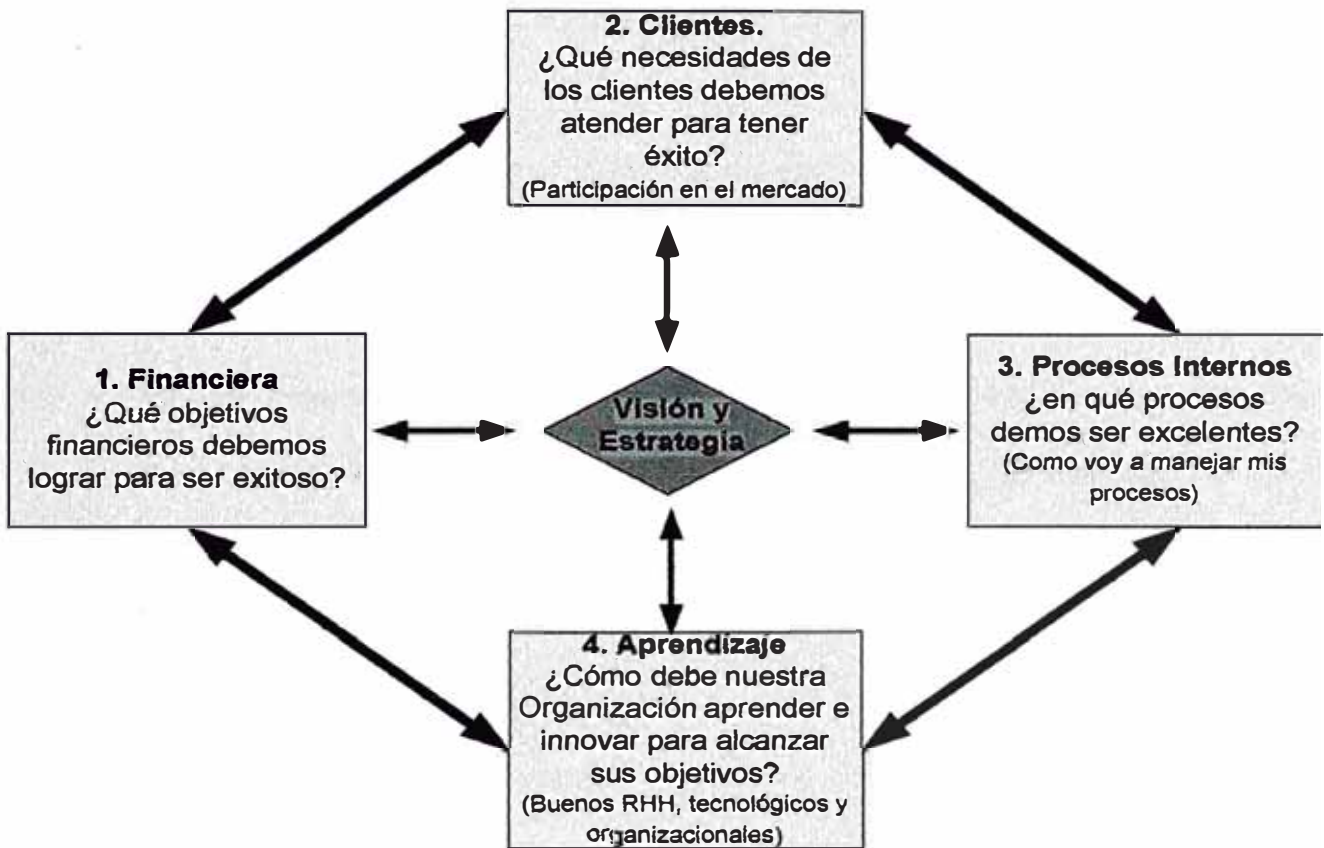 2. Clientes.
¿Qué necesidades de
los clientes debemos
atender para tener
éxito?
(Participación en el mercado)
1. Financiera
¿Qué objetivos
financieros debemos
lograr para ser exitoso?
Visión y
Estrategia
3. Procesos Internos
¿en qué procesos
demos ser excelentes?
(Como voy a manejar mis
procesos)
4. Aprendizaje
¿Cómo debe nuestra
Organización aprender e
innovar para alcanzar
sus objetivos?
(Buenos RHH, tecnológicos y
organizacionales)